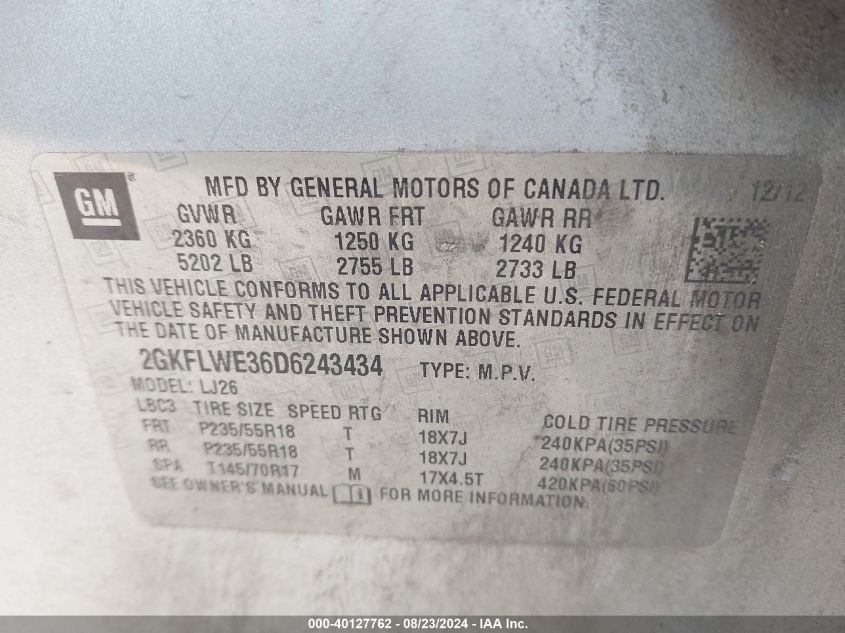 GM ® MFD BY GENERAL MOTORS OF CANADA LTD. 12/12
GVWR GAWR FRT GAWR RR
2360 KG 1250 KG 1240 KG
5202 LB 2755 LB 2733 LB
THIS VEHICLE CONFORMS TO ALL APPLICABLE U.S. FEDERAL MOTOR
VEHICLE SAFETY AND THEFT PREVENTION STANDARDS IN EFFECT ON
THE DATE OF MANUFACTURE SHOWN ABOVE.
2GKFLWE36D6243434 TYPE: M.P.V.
MODEL: LJ26
LBC3 TIRE SIZE SPEED RTG RIM COLD TIRE PRESSURE
FRT P235/55R18 T 18X7J 240KPA(35PSI)
RR P235/55R18 T 18X7J 240KPA(35PSI)
SPA T145/70R17 M 17X4.5T 420KPA(60PSI)
SEE OWNER'S MANUAL FOR MORE INFORMATION.
000-40127762 - 08/23/2024 - IAA Inc.